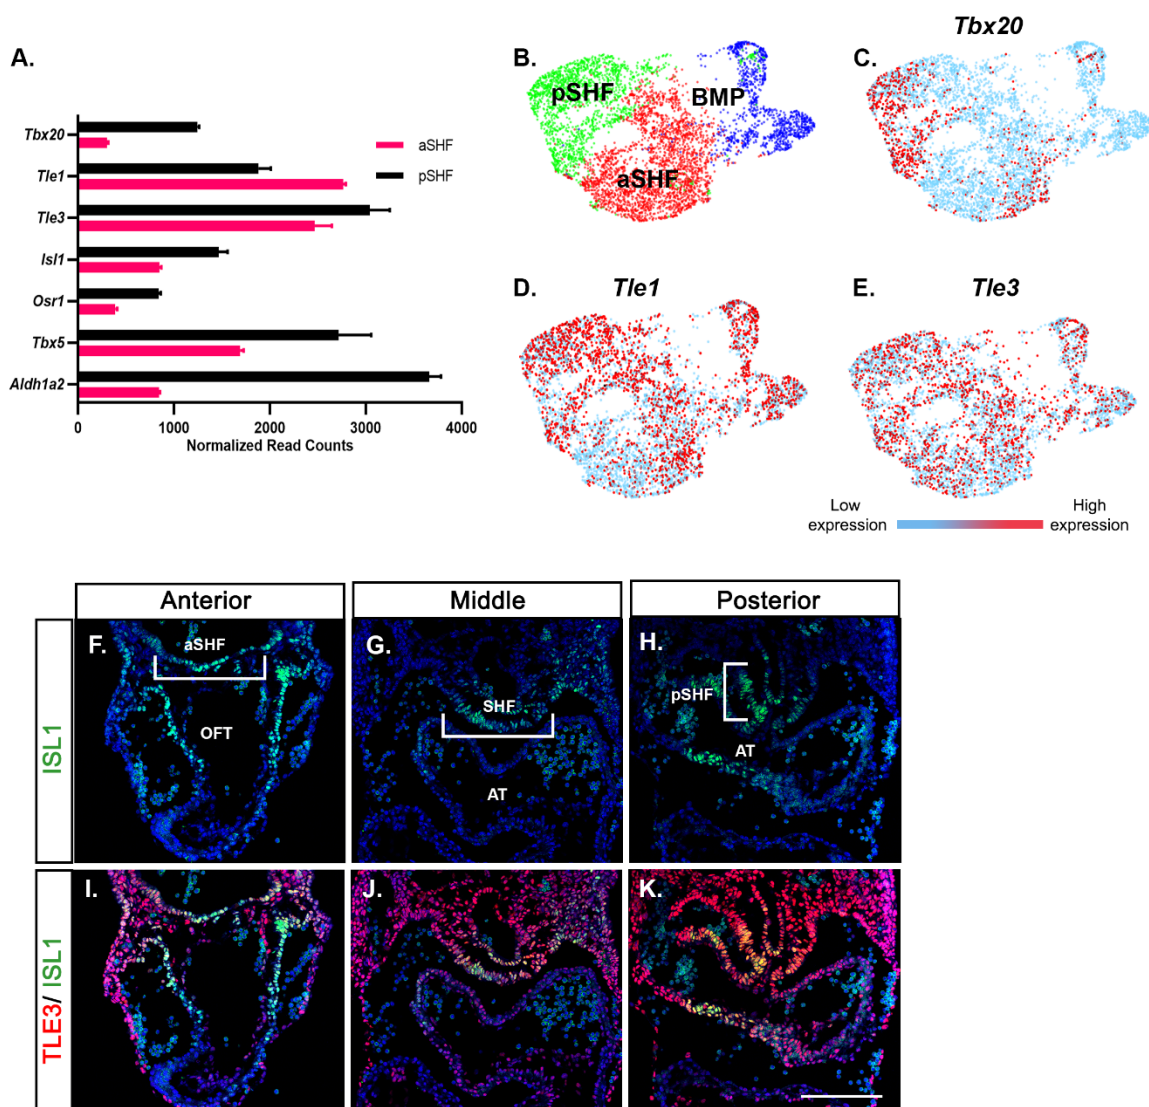 A.
Tbx20
Tle1
Tle3
Isl1
Osr1
Tbx5
Aldh1a2
0 1000 2000 3000 4000
Normalized Read Counts
aSHF
pSHF
B.
pSHF
BMP
aSHF
C.
Tbx20
D.
Tle1
E.
Tle3
Low
expression
High
expression
Anterior
Middle
Posterior
ISL1
F.
aSHF
OFT
G.
SHF
AT
H.
pSHF
AT
TLE3/ ISL1
I.
J.
K.